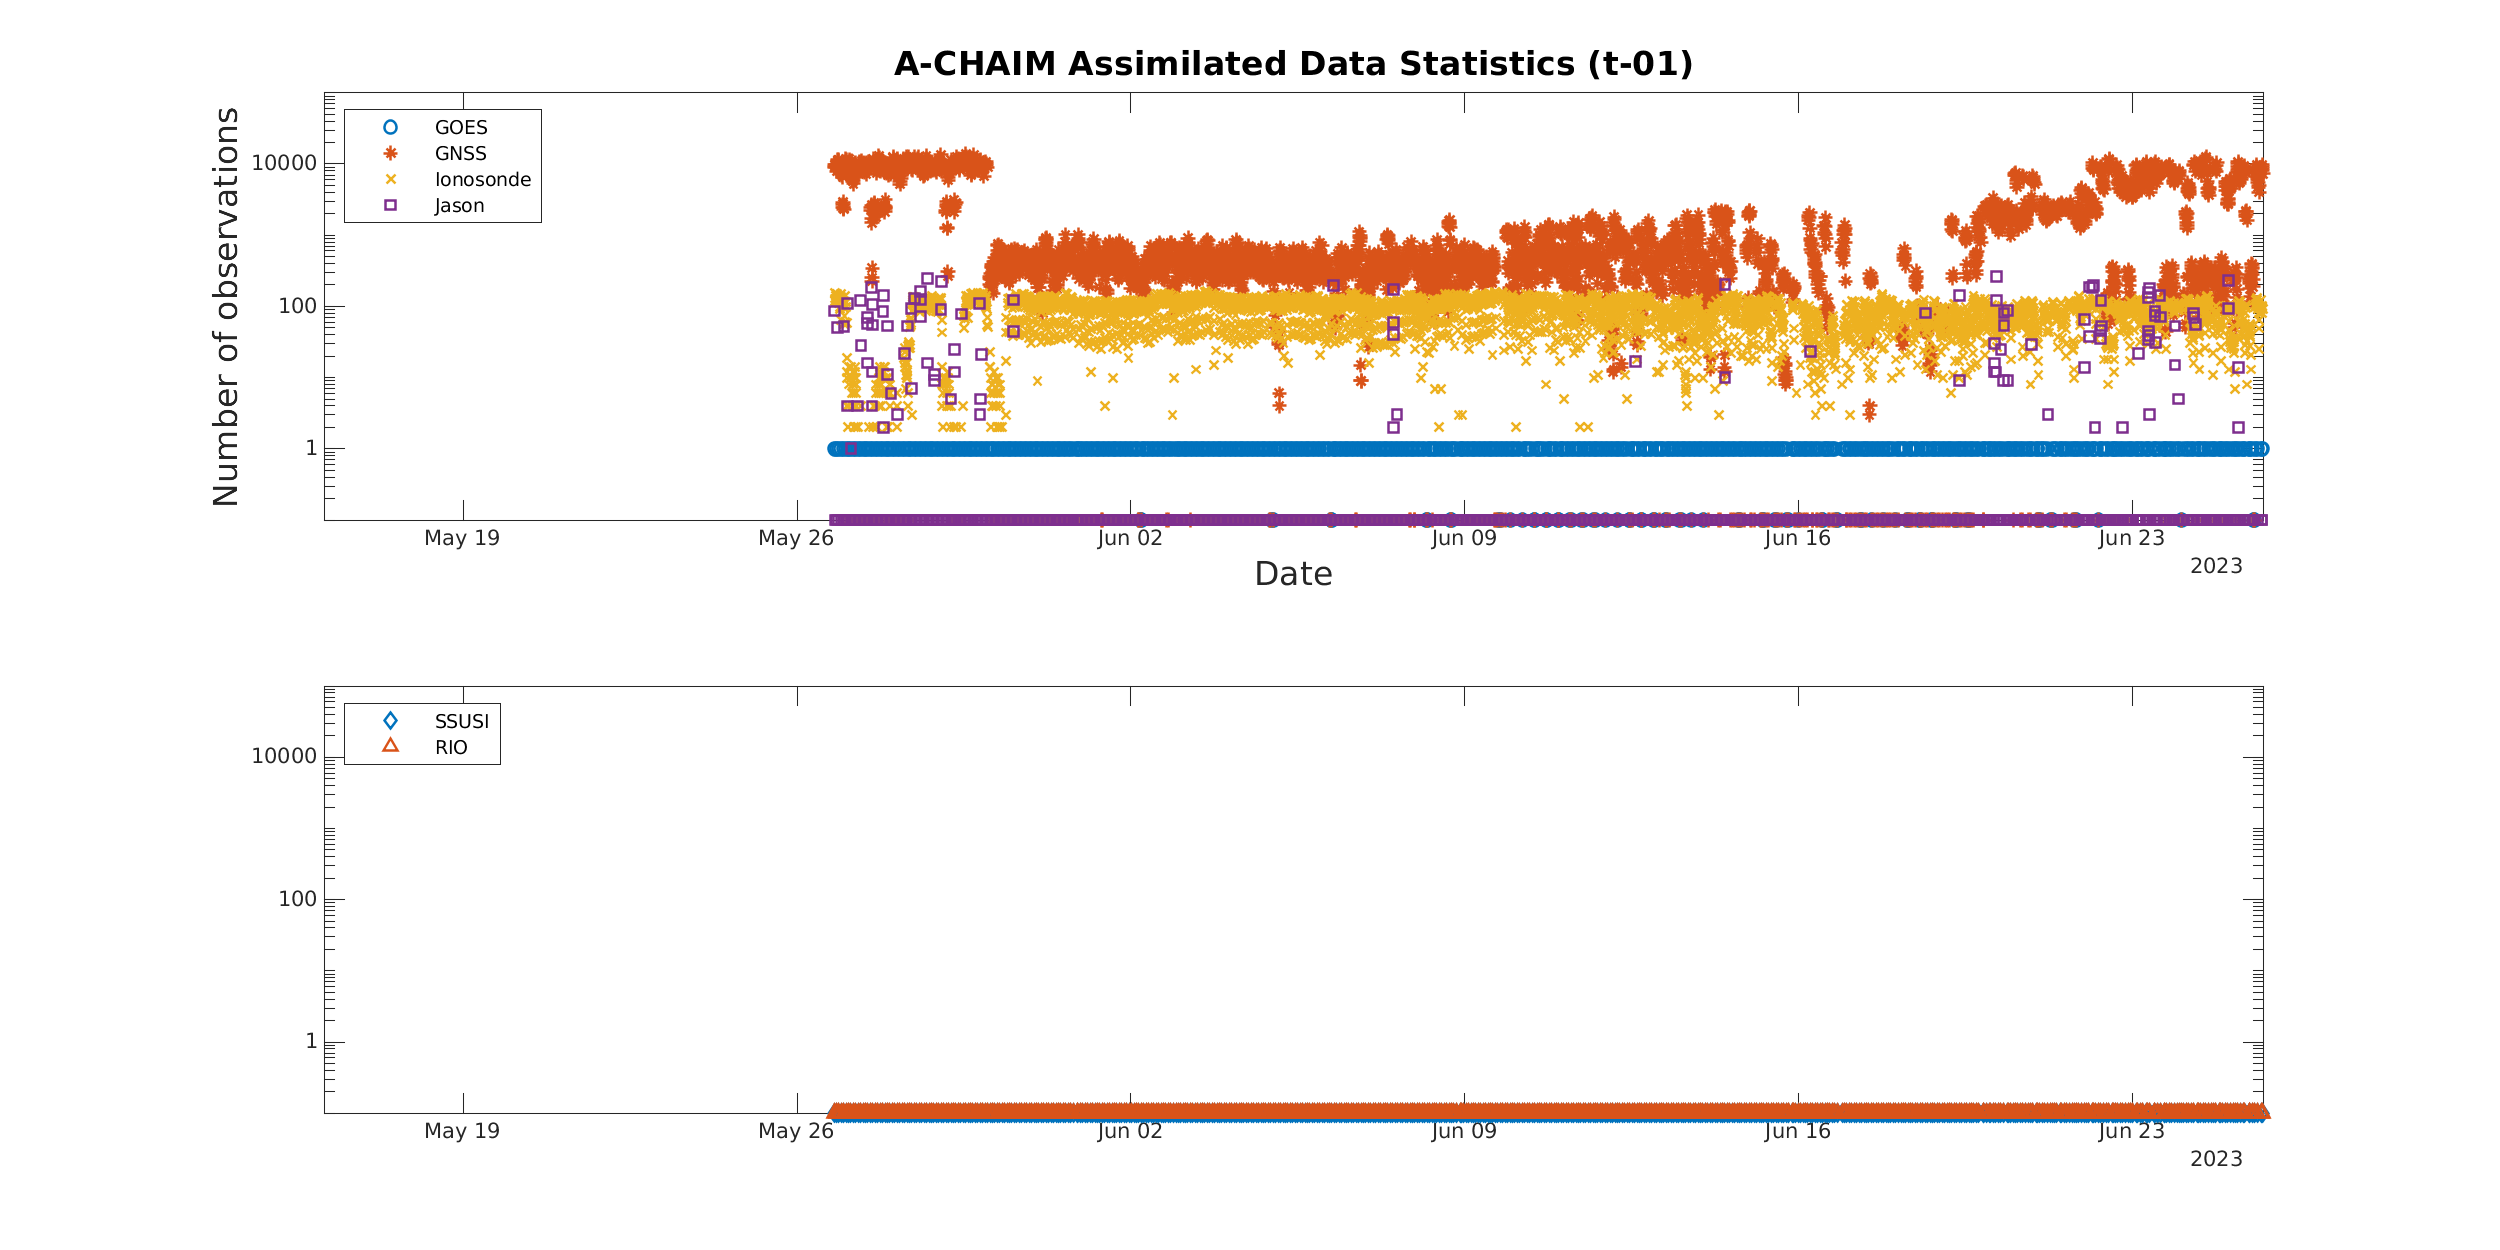 A-CHAIM Assimilated Data Statistics (t-01)
Number of observations
10000
100
1
GOES
GNSS
Ionosonde
Jason
May 19
May 26
Jun 02
Jun 09
Jun 16
Jun 23
2023
Date
10000
100
1
SSUSI
RIO
May 19
May 26
Jun 02
Jun 09
Jun 16
Jun 23
2023